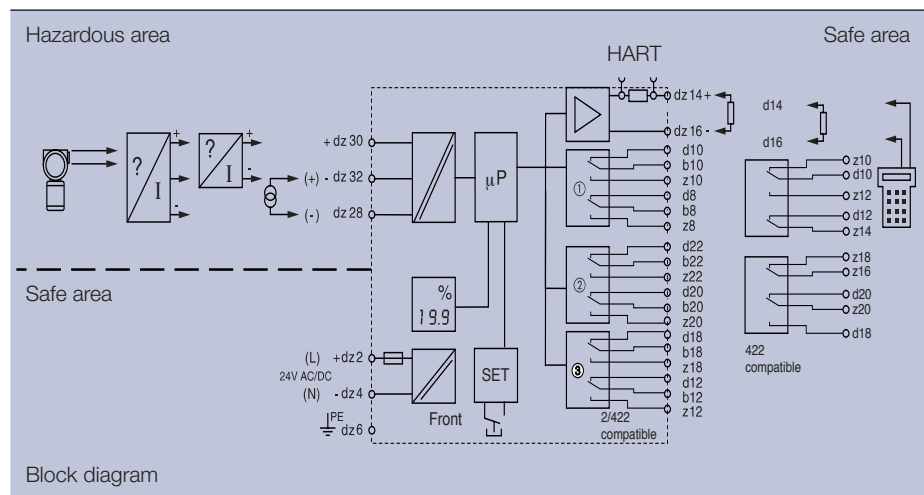 Hazardous area
Safe area
HART
dz 14 +
dz 16 -
d14
d16
? I + -
? I + -
(+)
(-)
+ dz 30
- dz 32
dz 28
µP
①
d10
b10
z10
d8
b8
z8
②
d22
b22
z22
d20
b20
z20
③
d18
b18
z18
d12
b12
z12
2/422
compatible
z10
d10
z12
d12
z14
z18
z16
d20
z20
d18
422
compatible
Safe area
%
19.9
(L) +dz 2
24V AC/DC
(N) - dz 4
PE
dz 6
Front
SET
Block diagram